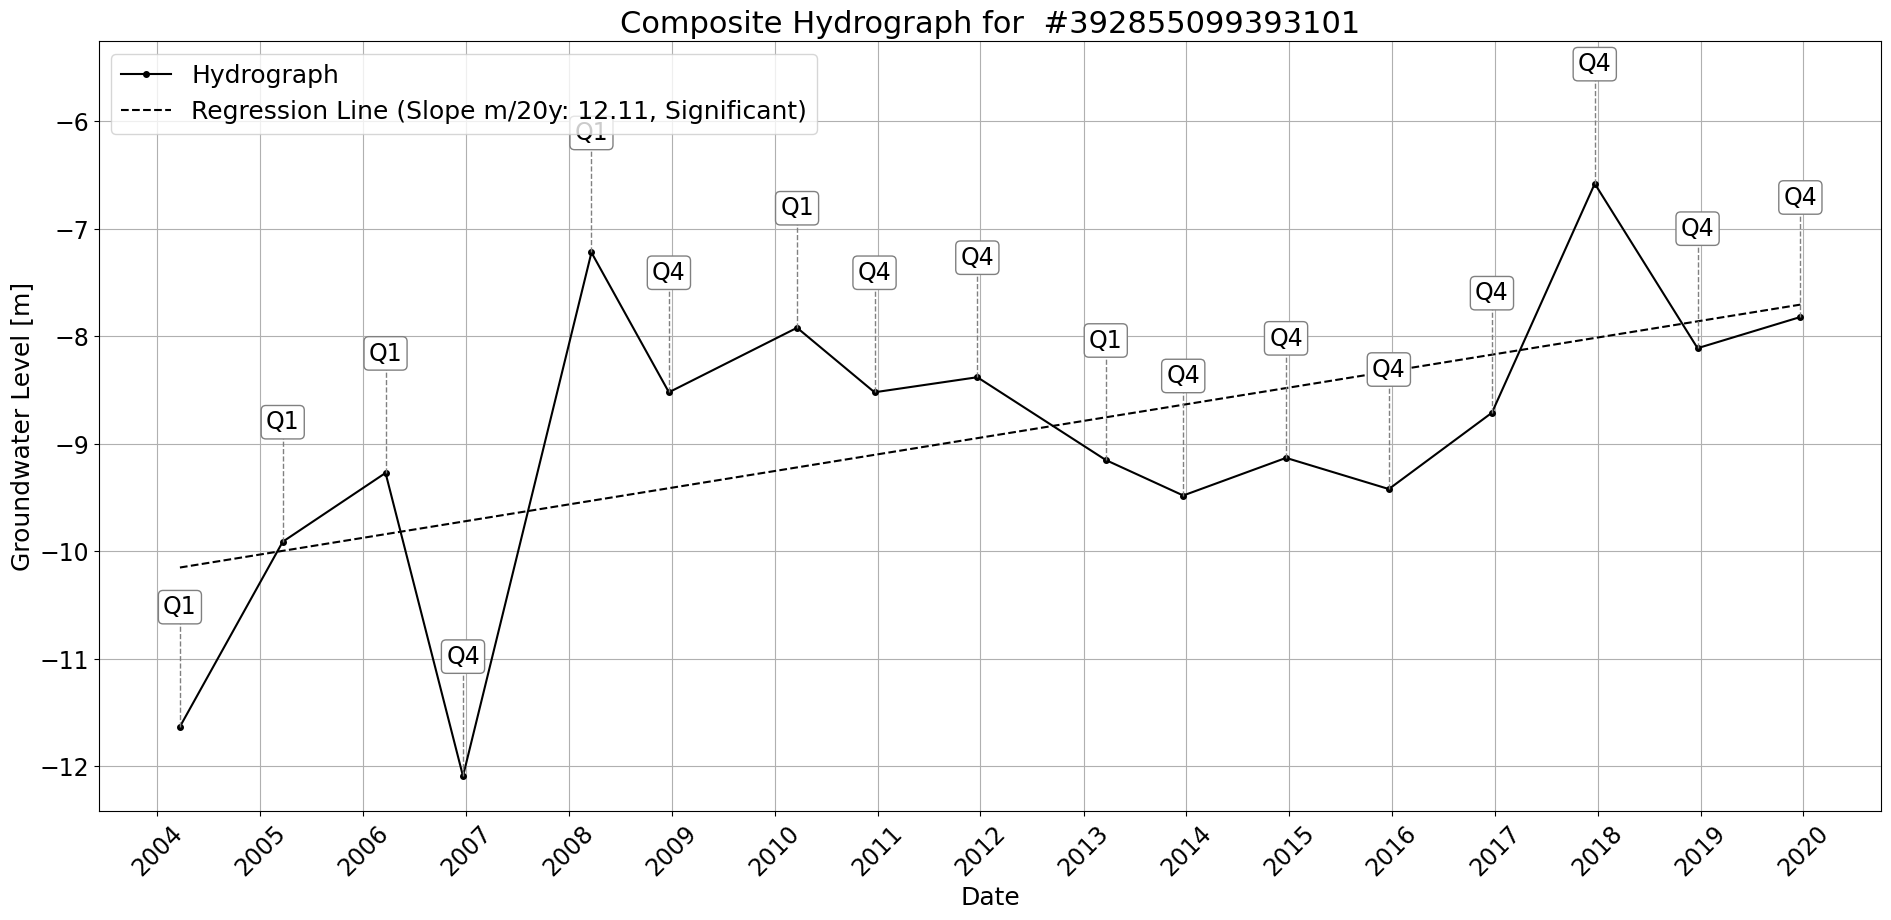 Composite Hydrograph for  #392855099393101
Hydrograph
Regression Line (Slope m/20y: 12.11, Significant)
Groundwater Level [m]
−6
−7
−8
−9
−10
−11
−12
Q1
Q1
Q1
Q4
Q1
Q4
Q1
Q4
Q4
Q1
Q4
Q4
Q4
Q4
Q4
Q4
Q4
2004
2005
2006
2007
2008
2009
2010
2011
2012
2013
2014
2015
2016
2017
2018
2019
2020
Date